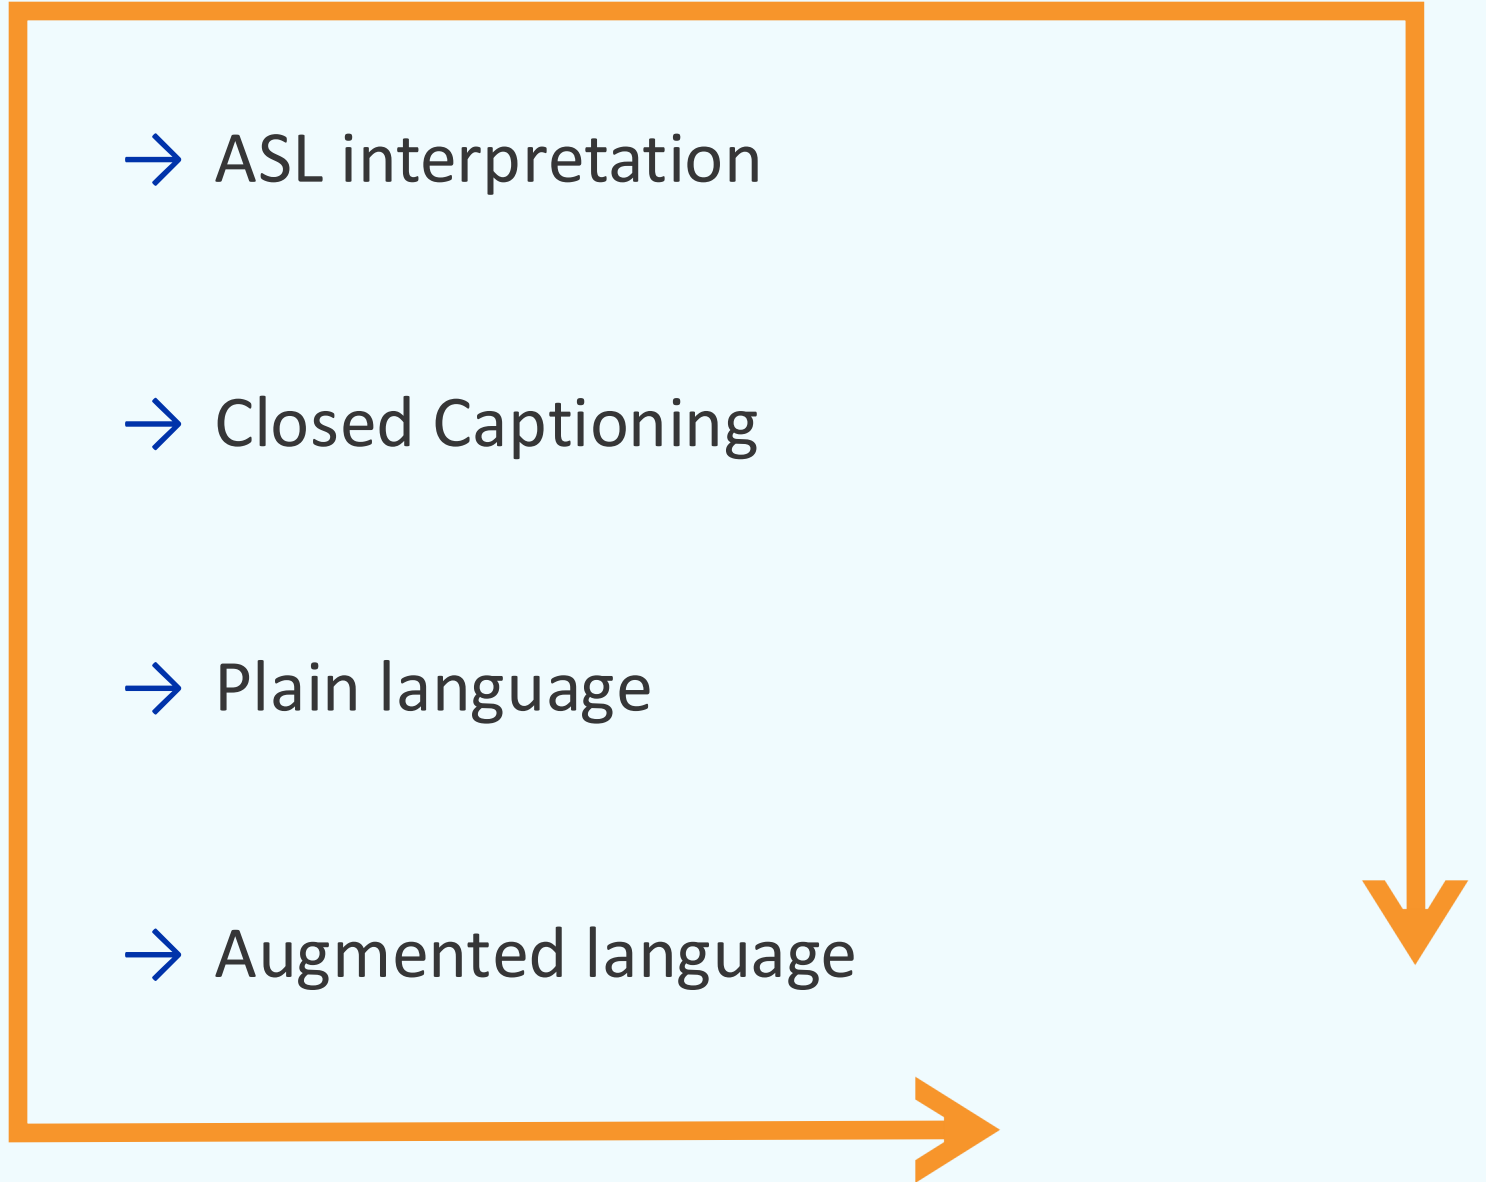 → ASL interpretation
→ Closed Captioning
→ Plain language
→ Augmented language